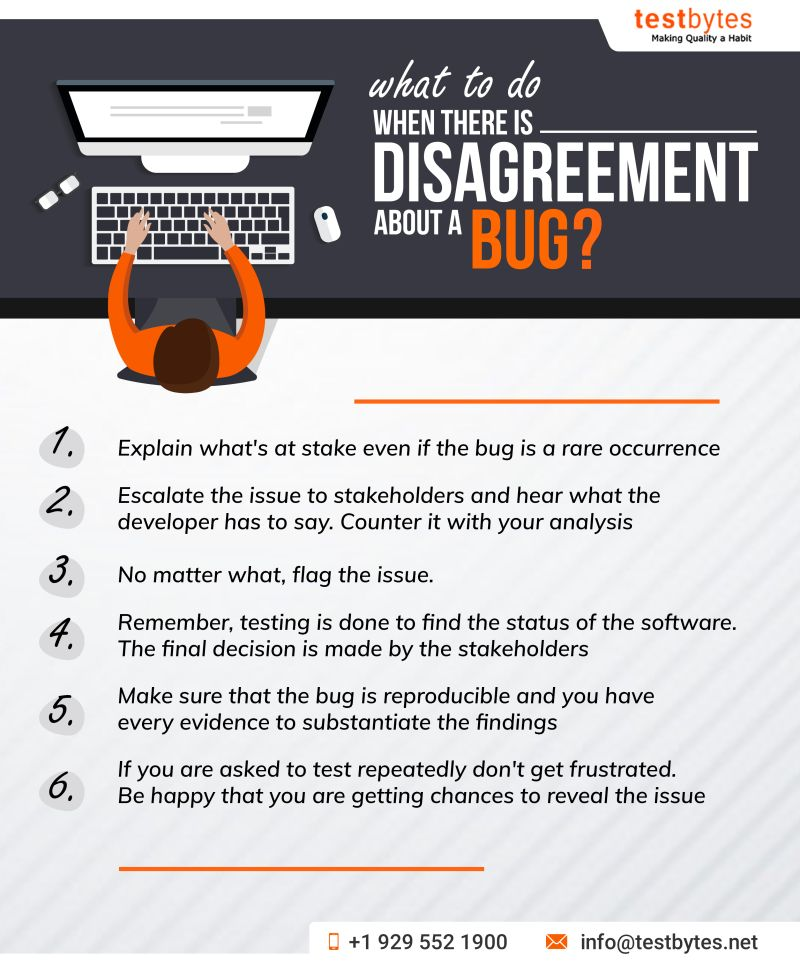 testbytes
Making Quality a Habit
what to do
WHEN THERE IS
DISAGREEMENT
ABOUT A BUG?
1. Explain what's at stake even if the bug is a rare occurrence
2. Escalate the issue to stakeholders and hear what the
developer has to say. Counter it with your analysis
3. No matter what, flag the issue.
4. Remember, testing is done to find the status of the software.
The final decision is made by the stakeholders
5. Make sure that the bug is reproducible and you have
every evidence to substantiate the findings
6. If you are asked to test repeatedly don't get frustrated.
Be happy that you are getting chances to reveal the issue
+1 929 552 1900 info@testbytes.net